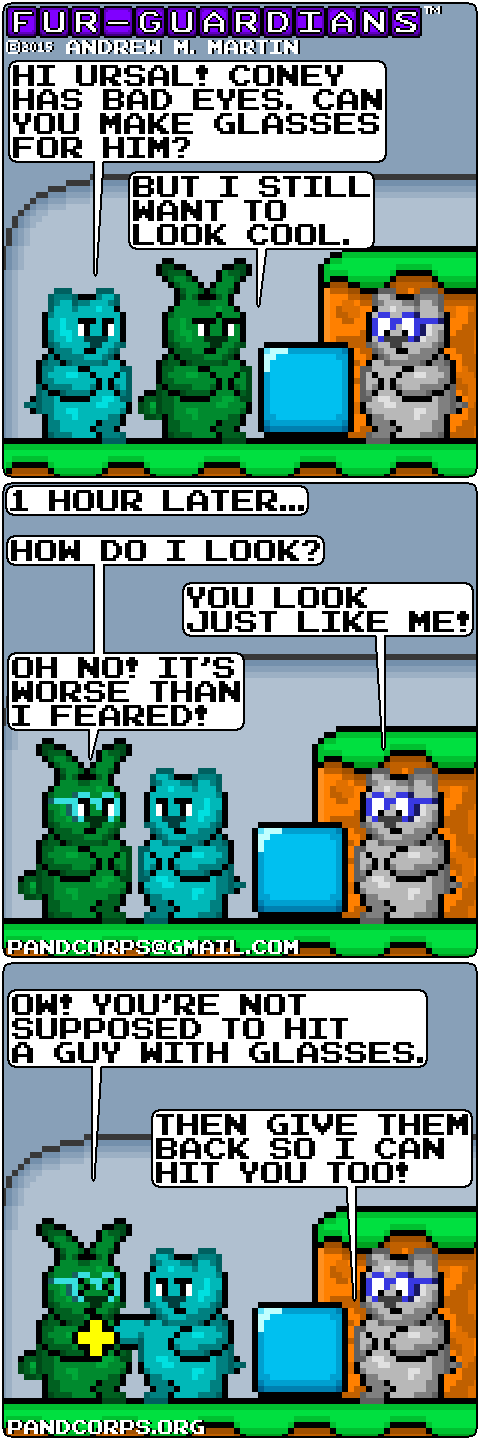 FUR-GUARDIANS™
©2015 ANDREW M. MARTIN
HI URSAL! CONEY
HAS BAD EYES. CAN
YOU MAKE GLASSES
FOR HIM?
BUT I STILL
WANT TO
LOOK COOL.
1 HOUR LATER...
HOW DO I LOOK?
YOU LOOK
JUST LIKE ME!
OH NO! IT'S
WORSE THAN
I FEARED!
PANDCORPS@GMAIL.COM
OW! YOU'RE NOT
SUPPOSED TO HIT
A GUY WITH GLASSES.
THEN GIVE THEM
BACK SO I CAN
HIT YOU TOO!
PANDCORPS.ORG